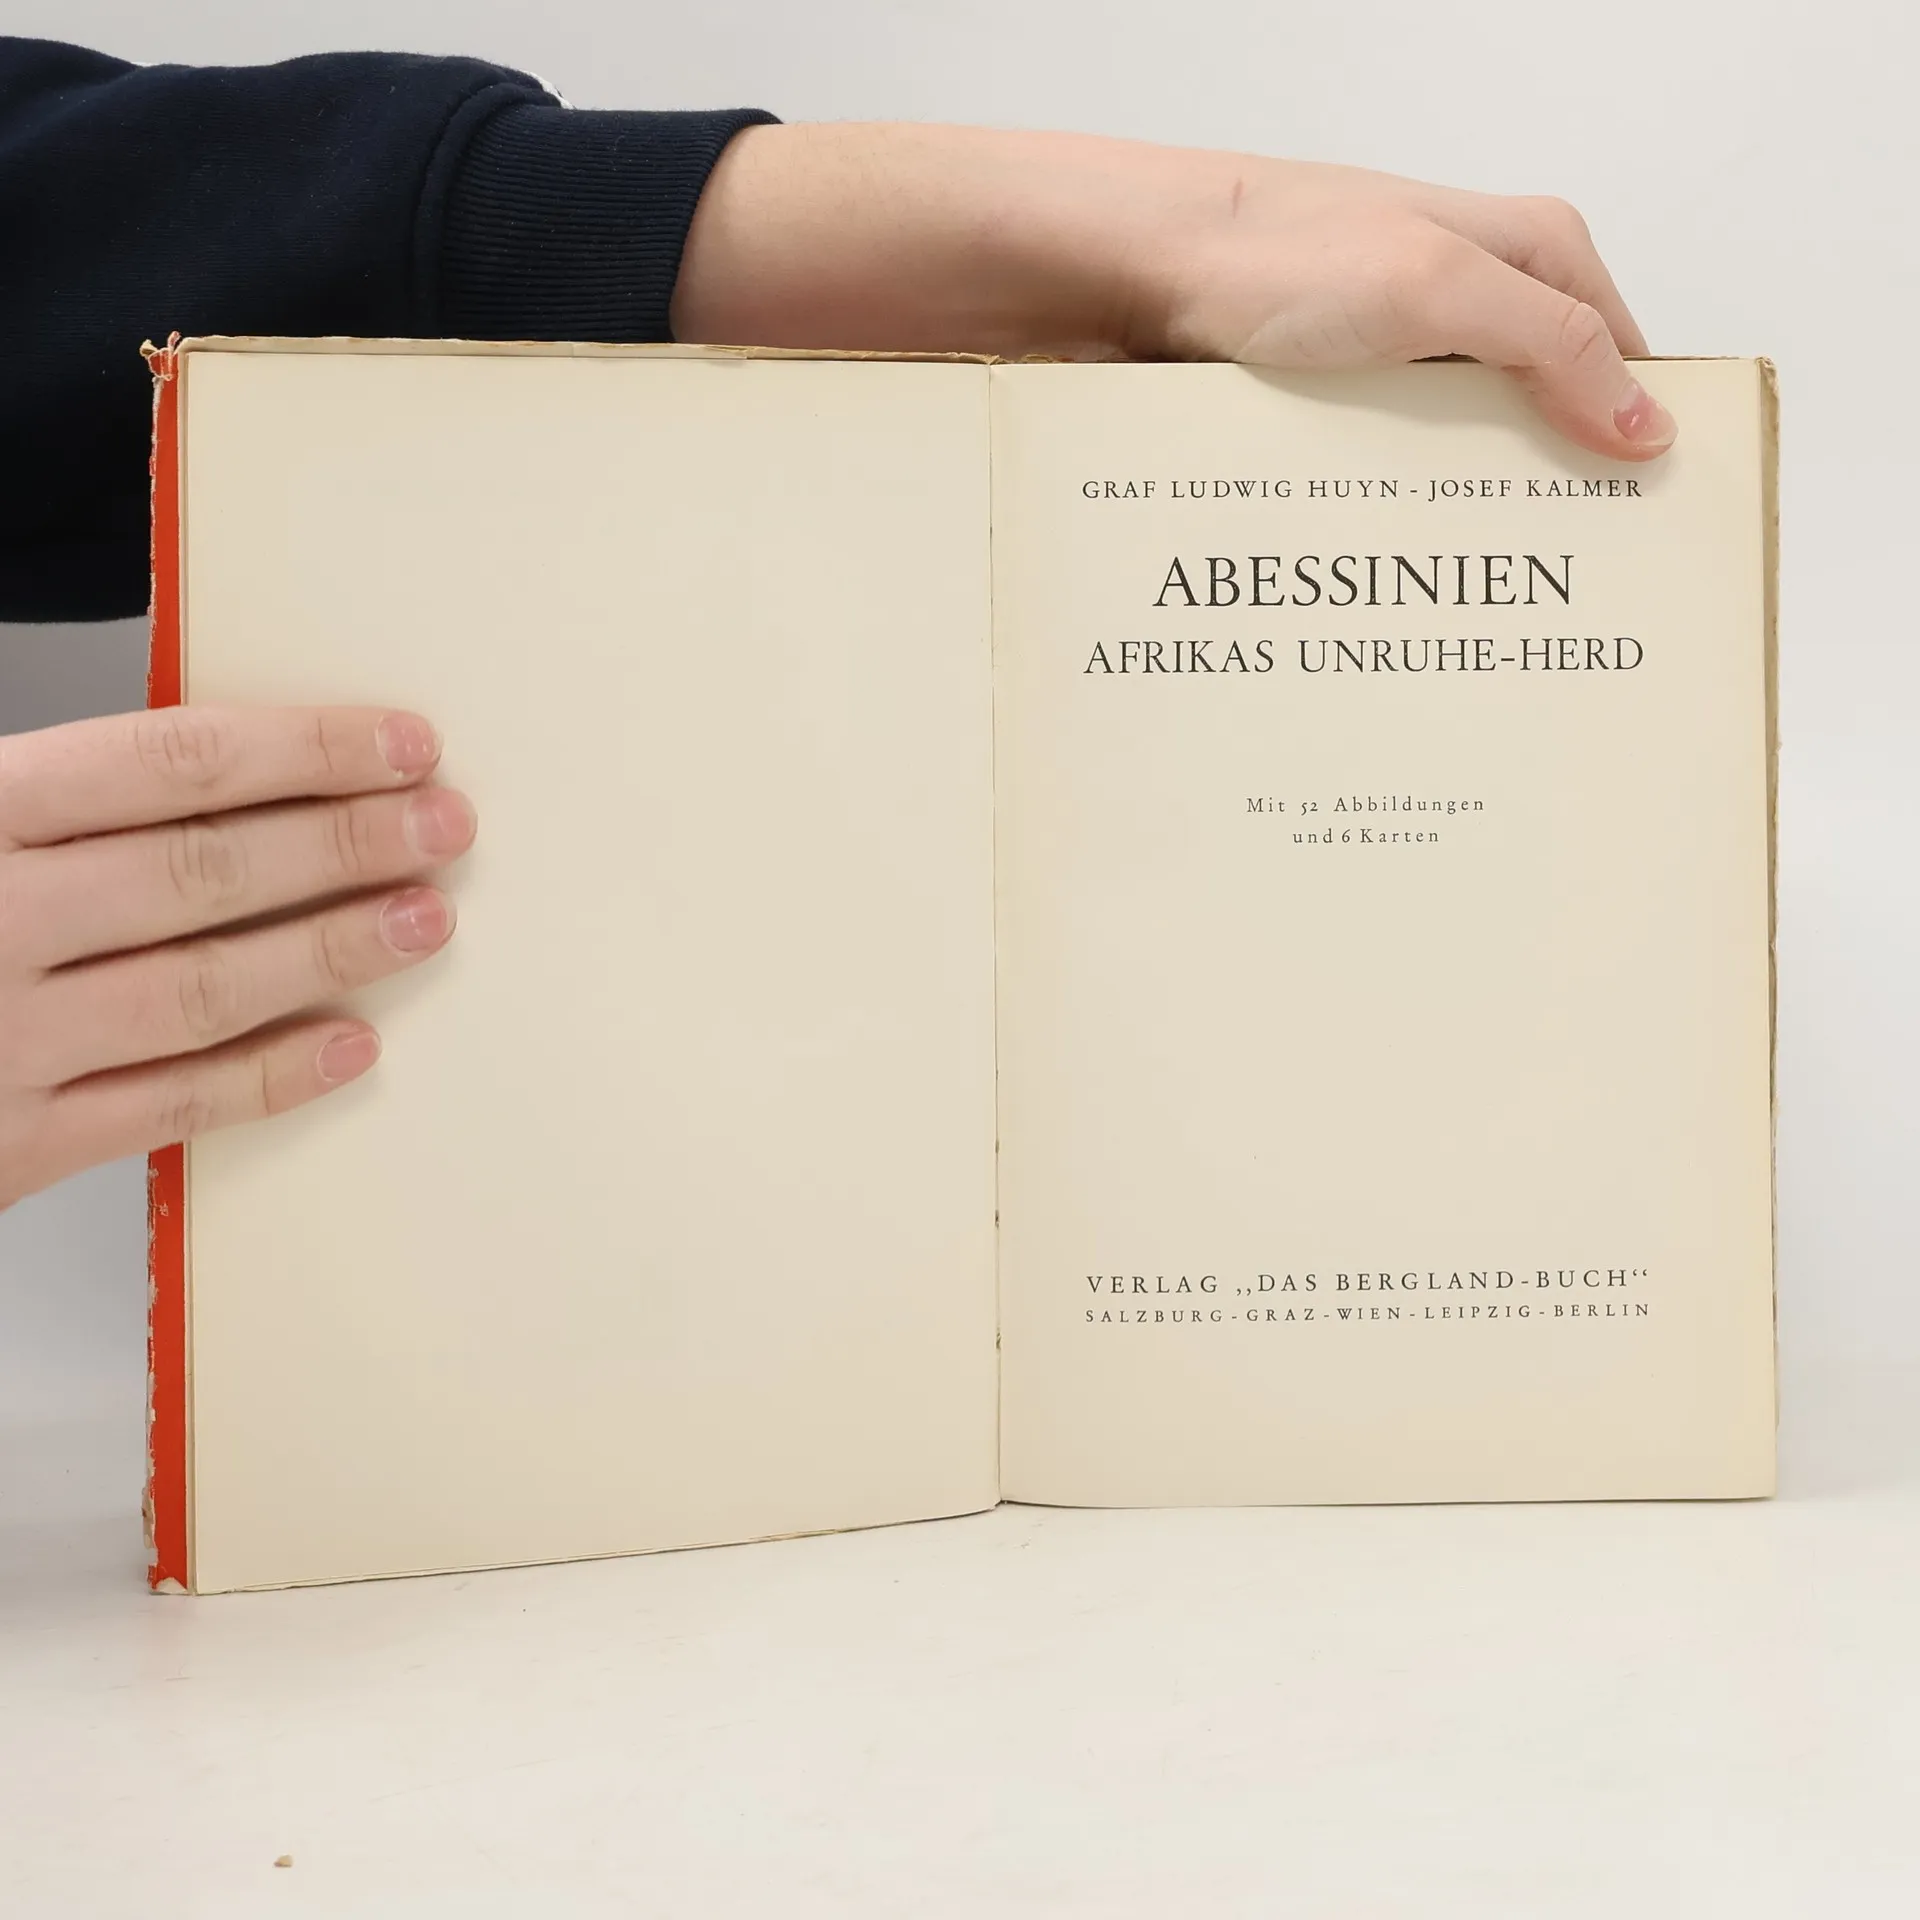 GRAF LUDWIG HUYN - JOSEF KALMER
ABESSINIEN
AFRIKAS UNRUHE-HERD
Mit 52 Abbildungen
und 6 Karten
VERLAG „DAS BERGLAND-BUCH“
SALZBURG - GRAZ - WIEN - LEIPZIG - BERLIN